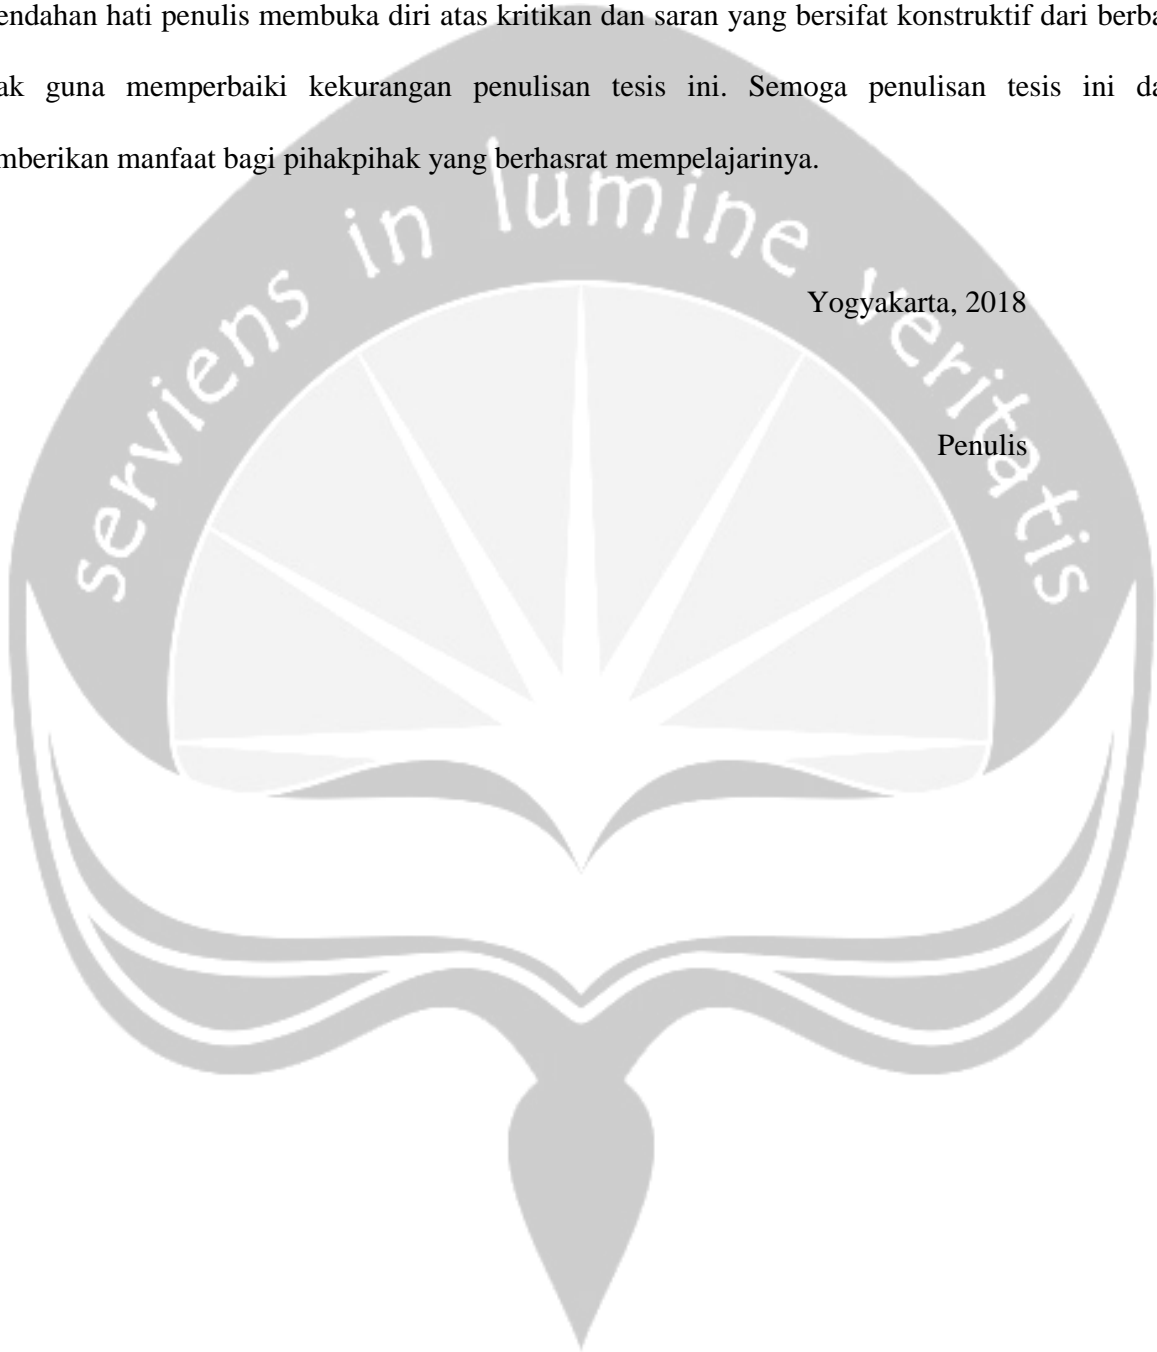 endahan hati penulis membuka diri atas kritikan dan saran yang bersifat konstruktif dari berba
ak guna memperbaiki kekurangan penulisan tesis ini. Semoga penulisan tesis ini da
mberikan manfaat bagi pihakpihak yang berhasrat mempelajarinya.
serviens in lumine veritatis
Yogyakarta, 2018
Penulis